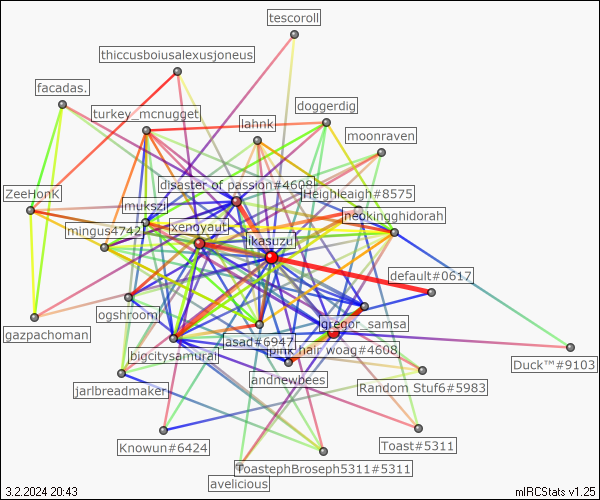 tescoroll
thiccusboiusalexusjoneus
facadas.
doggerdig
turkey_mcnugget
lahnk
moonraven
disaster of passion#4608
Heighleaigh#8575
ZeeHonK
mukszi
neokingghidorah
mingus4742
xenoyaut
ikasuzu
default#0617
ogshroom
gregor_samsa
gazpachoman
asad#6947
pink hair woag#4608
bigcitysamurai
Duck™#9103
andnewbees
Random Stuf6#5983
jarlbreadmaker
Knowun#6424
Toast#5311
ToastephBroseph5311#5311
avelicious
3.2.2024 20:43
mIRCStats v1.25